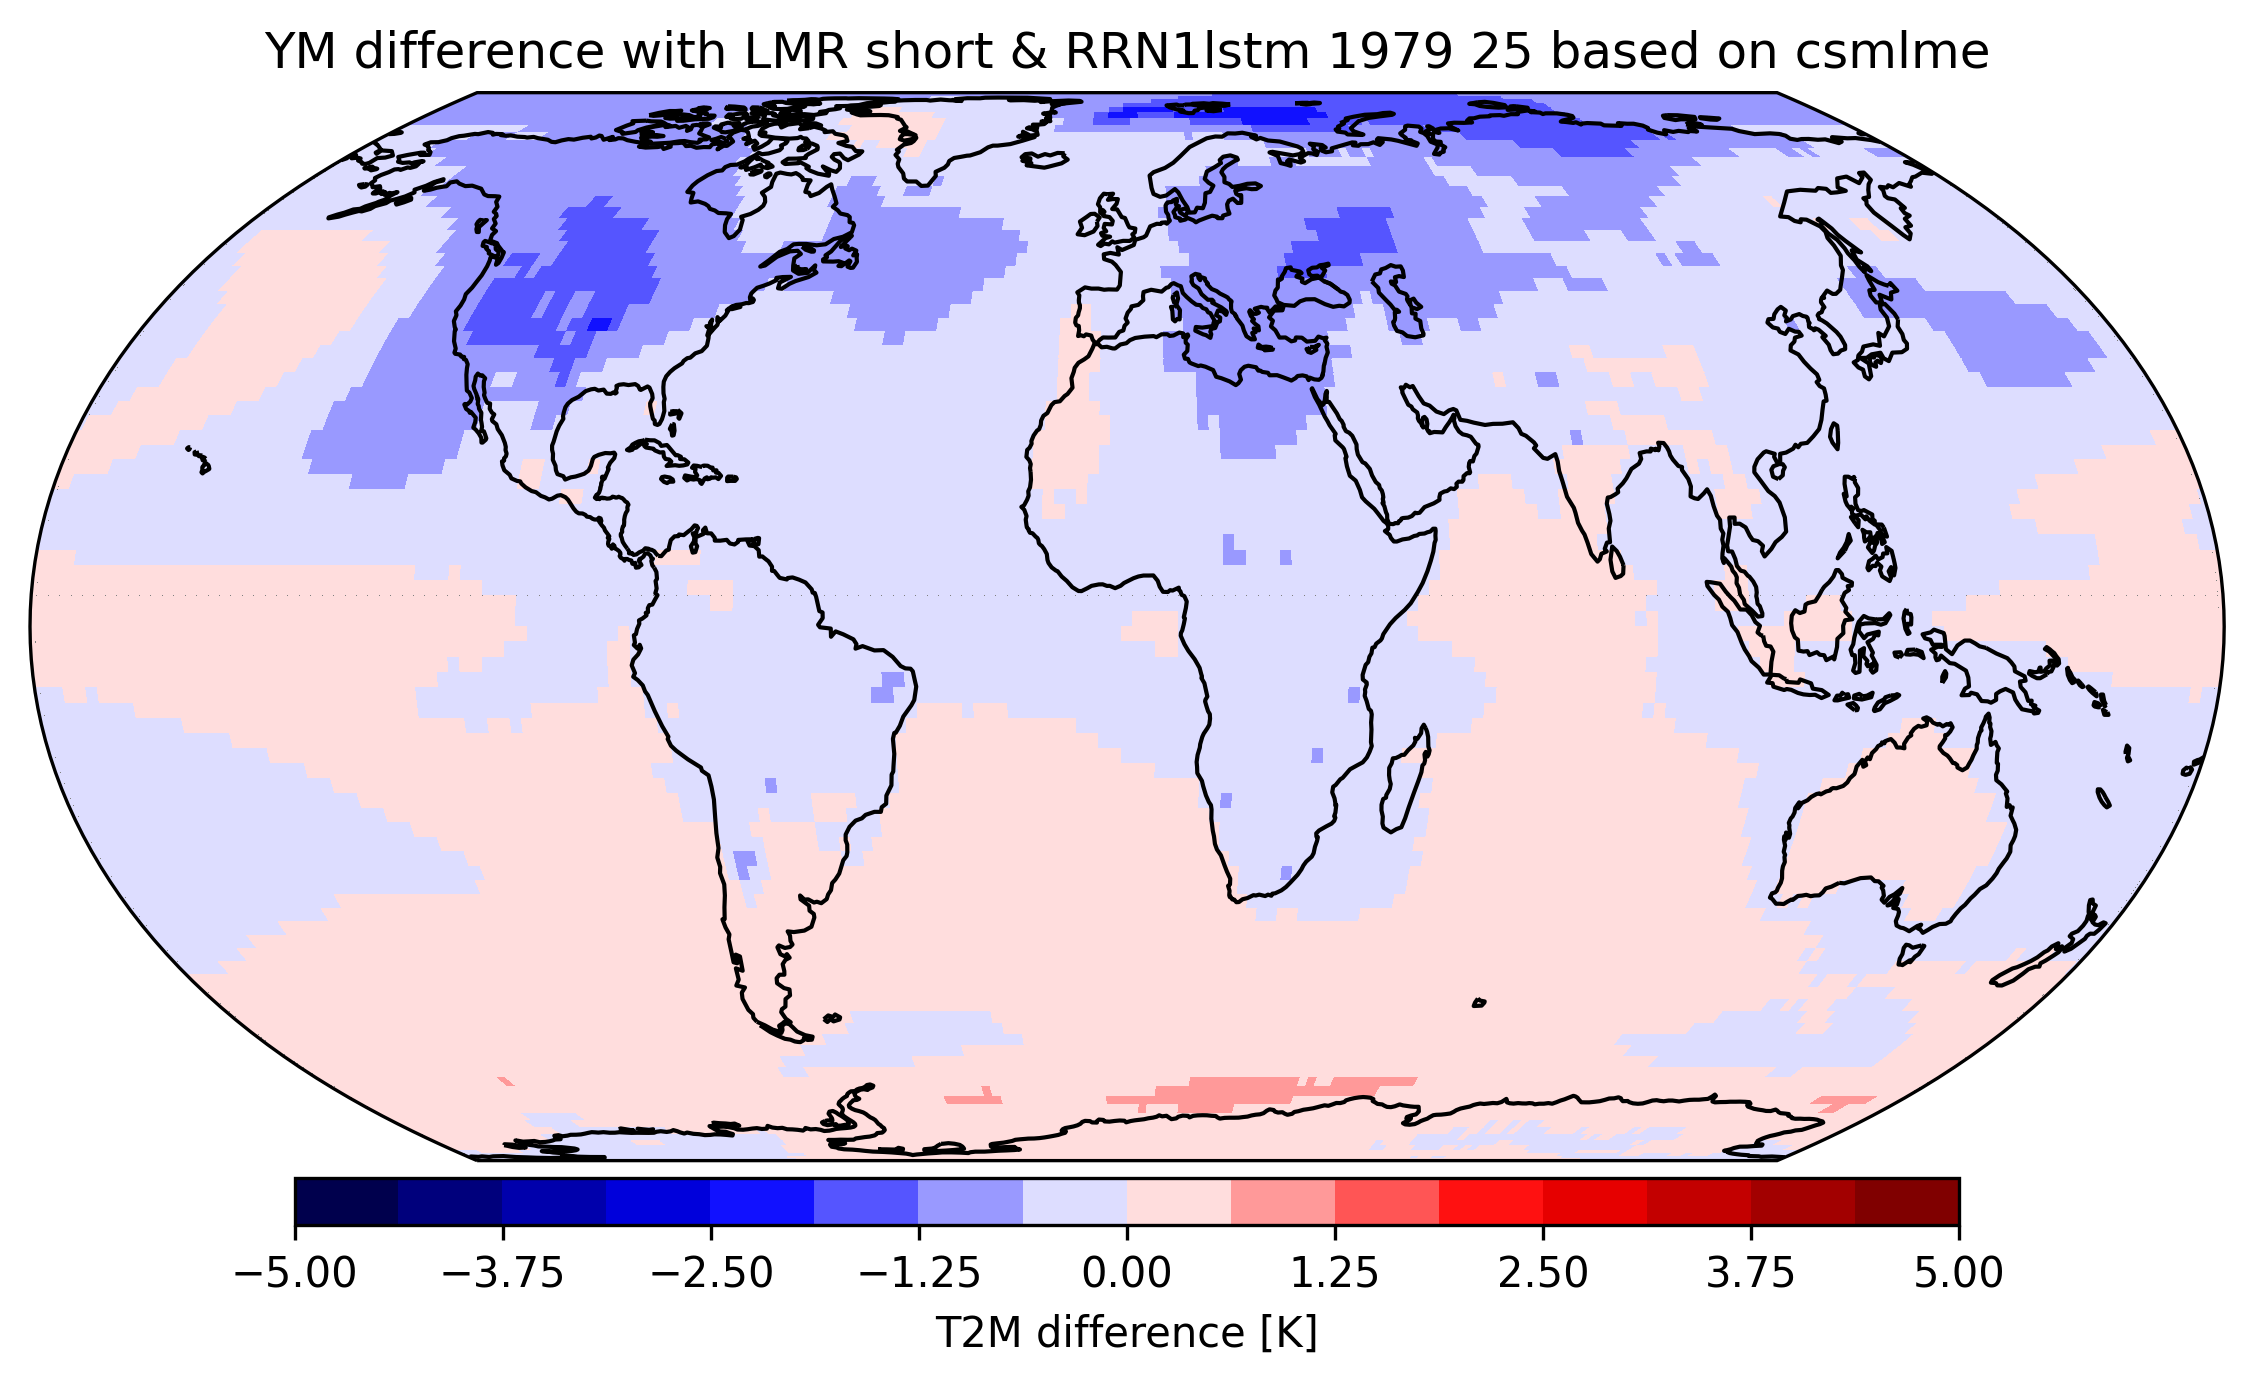 YM difference with LMR short & RRN1lstm 1979 25 based on csmlme
−5.00 −3.75 −2.50 −1.25 0.00 1.25 2.50 3.75 5.00
T2M difference [K]